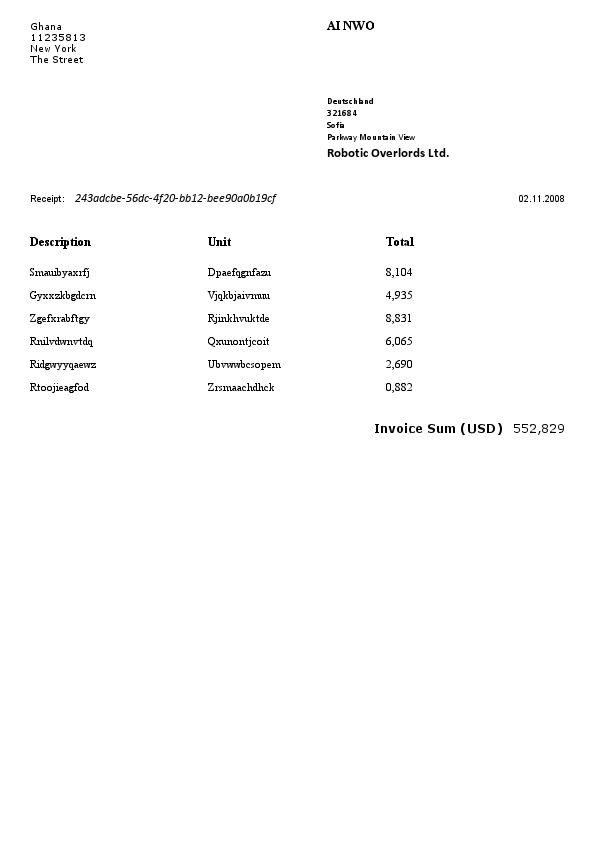 Ghana
11235813
New York
The Street
AI NWO
Deutschland
321684
Sofia
Parkway Mountain View
Robotic Overlords Ltd.
Receipt: 243adcbe-56dc-4f20-bb12-bee90a0b19cf 02.11.2008
Description Unit Total
Smauibyaxrfj Dpaefqgnfazu 8,104
Gyxxzkbgdcrn Vjqkbjaivmuu 4,935
Zgefxrabftgy Rjinkhvuktde 8,831
Rnilvdwnvtdq Qxunontjcoit 6,065
Ridgwyyqaewz Ubvwwbcsopem 2,690
Rtoojieagfod Zrsmaachdhck 0,882
Invoice Sum (USD) 552,829